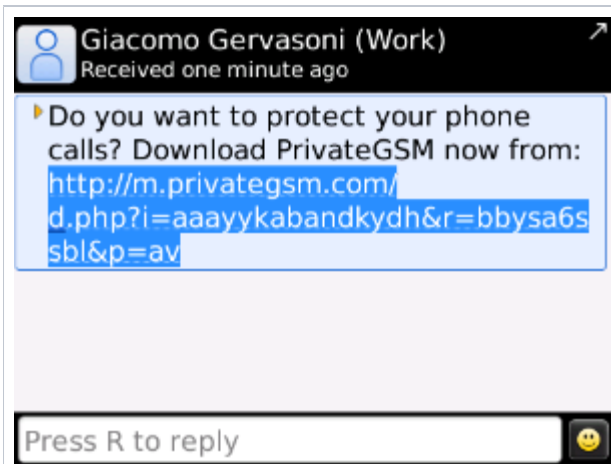 Giacomo Gervasoni (Work)
Received one minute ago
Do you want to protect your phone
calls? Download PrivateGSM now from:
http://m.privategsm.com/
d.php?i=aaayykabandkydh&r=bbysa6s
sbl&p=av
Press R to reply